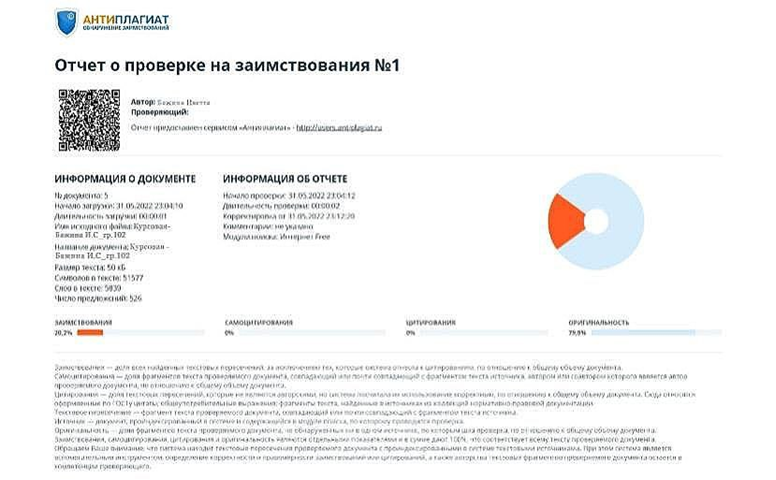 АНТИПЛАГИАТ
ОБНАРУЖЕНИЕ ЗАИМСТВОВАНИЙ
Отчет о проверке на заимствования №1
Автор: Бажина Инетта
Проверяющий:
Отчет предоставлен сервисом «Антиплагиат» - http://users.antiplagiat.ru
ИНФОРМАЦИЯ О ДОКУМЕНТЕ
№ документа: 5
Начало загрузки: 31.05.2022 23:04:10
Длительность загрузки: 00:00:01
Имя исходного файла: Курсовая-
Бажина И.С_гр.102
Название документа: Курсовая -
Бажина И.С_гр.102
Размер текста: 50 кБ
Символов в тексте: 51577
Слов в тексте: 5839
Число предложений: 526
ИНФОРМАЦИЯ ОБ ОТЧЕТЕ
Начало проверки: 31.05.2022 23:04:12
Длительность проверки: 00:00:02
Корректировка от 31.05.2022 23:12:20
Комментарии: не указано
Модули поиска: Интернет Free
ЗАИМСТВОВАНИЯ
20,2%
САМОЦИТИРОВАНИЯ
0%
ЦИТИРОВАНИЯ
0%
ОРИГИНАЛЬНОСТЬ
79,8%
Заимствования — доля всех найденных текстовых пересечений, за исключением тех, которые система отнесла к цитированиям, по отношению к общему объему документа.
Самоцитирования — доля фрагментов текста проверяемого документа, совпадающий или почти совпадающий с фрагментом текста источника, автором или соавтором которого является автор
проверяемого документа, по отношению к общему объему документа.
Цитирования — доля текстовых пересечений, которые не являются авторскими, но система посчитала их использование корректным, по отношению к общему объему документа. Сюда относятся
оформленные по ГОСТу цитаты; общеупотребительные выражения; фрагменты текста, найденные в источниках из коллекций нормативно-правовой документации.
Текстовое пересечение — фрагмент текста проверяемого документа, совпадающий или почти совпадающий с фрагментом текста источника.
Источник — документ, проиндексированный в системе и содержащийся в модуле поиска, по которому проводится проверка.
Оригинальность — доля фрагментов текста проверяемого документа, не обнаруженных ни в одном источнике, по которым шла проверка, по отношению к общему объему документа.
Заимствования, самоцитирования, цитирования и оригинальность являются отдельными показателями и в сумме дают 100%, что соответствует всему тексту проверяемого документа.
Обращаем Ваше внимание, что система находит текстовые пересечения проверяемого документа с проиндексированными в системе текстовыми источниками. При этом система является
вспомогательным инструментом, определение корректности и правомерности заимствований или цитирований, а также авторства текстовых фрагментов проверяемого документа остается в
компетенции проверяющего.